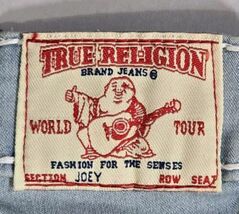 TRUE RELIGION
BRAND JEANS ®
WORLD TOUR
FASHION FOR THE SENSES
SECTION JOEY ROW SEAT